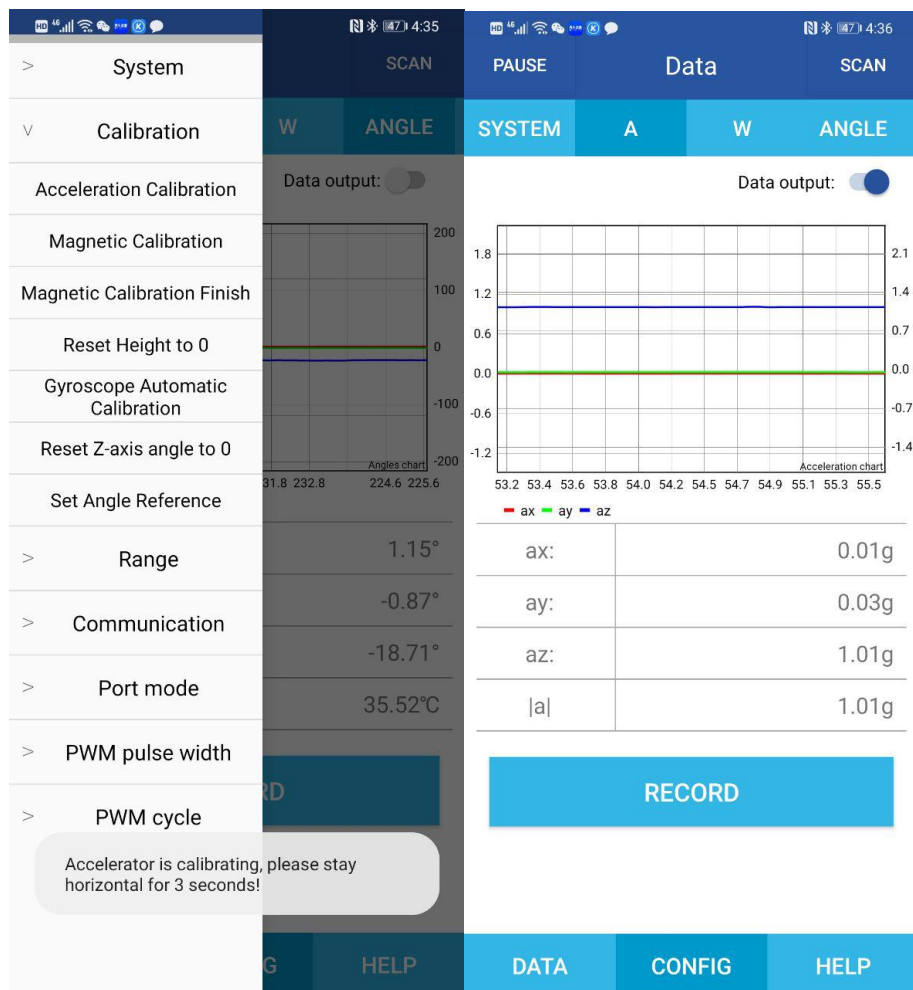 HD 46 47 4:35
> System
SCAN
V Calibration
W ANGLE
Acceleration Calibration
Data output:
Magnetic Calibration
200
Magnetic Calibration Finish
100
Reset Height to 0
0
Gyroscope Automatic
Calibration
-100
Reset Z-axis angle to 0
Angles chart
-200
31.8 232.8 224.6 225.6
Set Angle Reference
> Range
1.15°
-0.87°
> Communication
-18.71°
> Port mode
35.52℃
> PWM pulse width
RD
> PWM cycle
Accelerator is calibrating, please stay
horizontal for 3 seconds!
G HELP
HD 46 47 4:36
PAUSE Data SCAN
SYSTEM A W ANGLE
Data output:
1.8 2.1
1.2 1.4
0.6 0.7
0.0 0.0
-0.6 -0.7
-1.2 -1.4
Acceleration chart
53.2 53.4 53.6 53.8 54.0 54.2 54.5 54.7 54.9 55.1 55.3 55.5
ax ay az
ax: 0.01g
ay: 0.03g
az: 1.01g
|a| 1.01g
RECORD
DATA CONFIG HELP